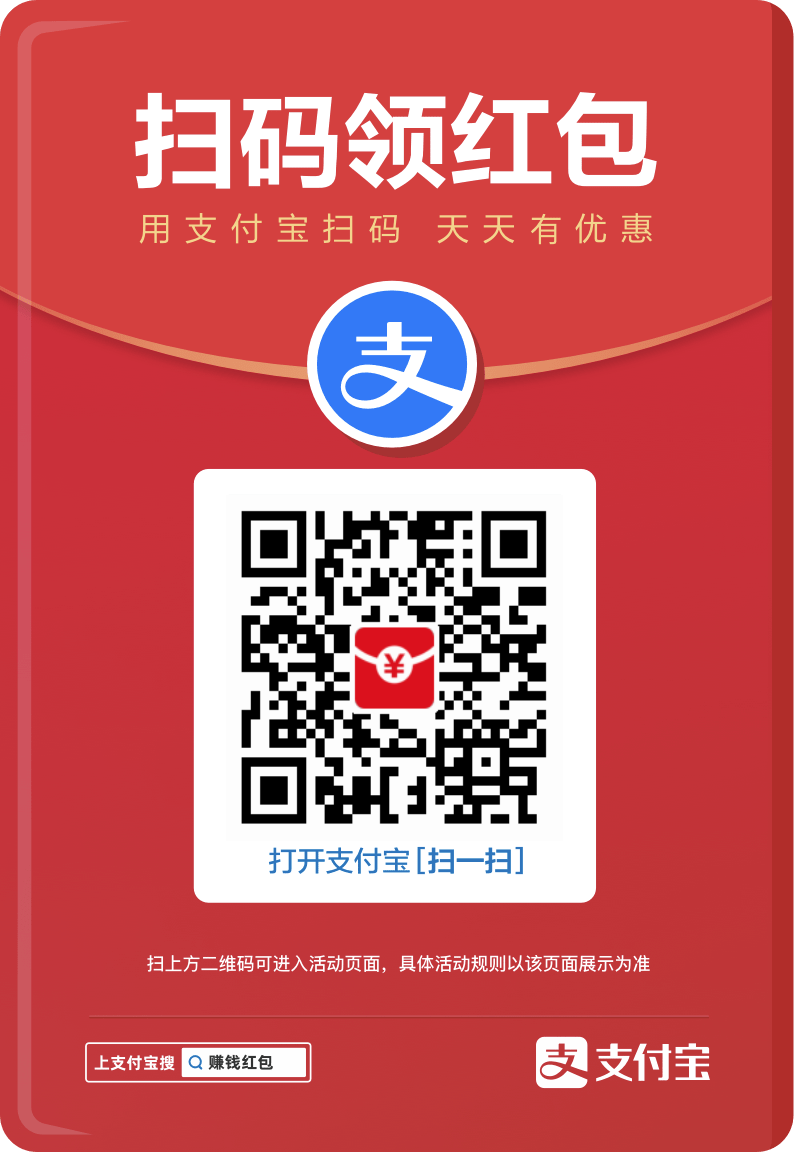 扫码领红包
用支付宝扫码 天天有优惠
支
¥
打开支付宝[扫一扫]
扫上方二维码可进入活动页面，具体活动规则以该页面展示为准
上支付宝搜 赚钱红包
支 支付宝